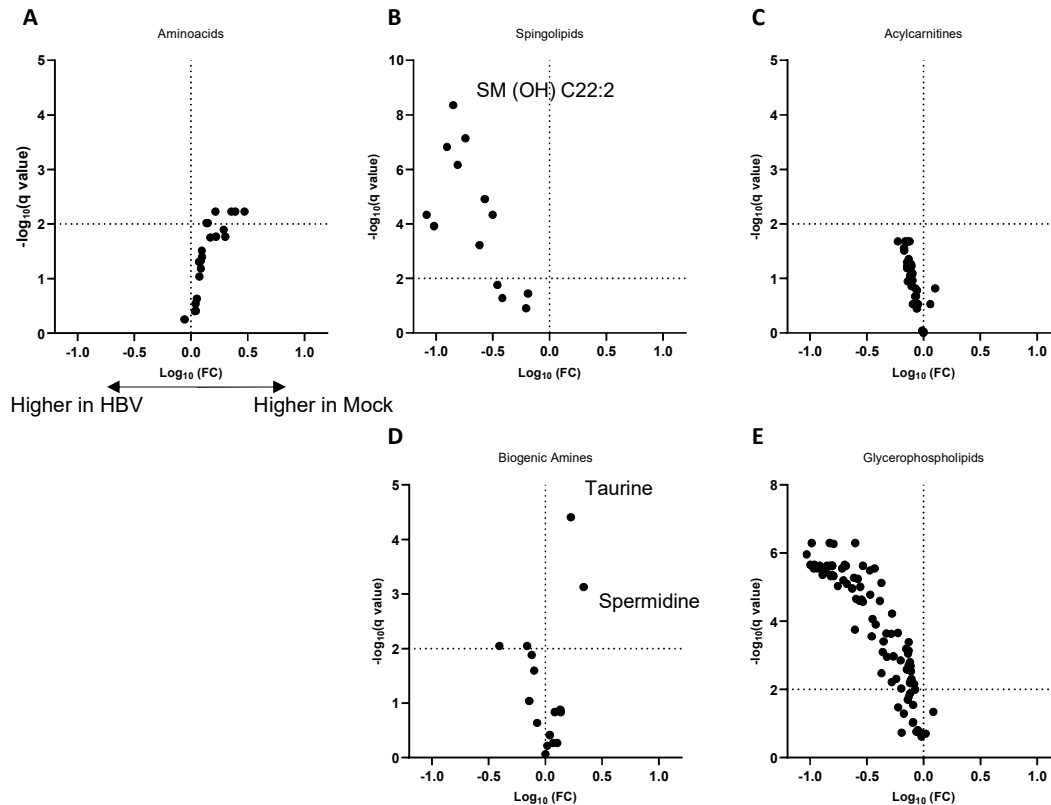 A
Aminoacids
-log10(q value)
5
4
3
2
1
0
-1.0 -0.5 0.0 0.5 1.0
Log10 (FC)
Higher in HBV Higher in Mock
B
Spingolipids
SM (OH) C22:2
-log10(q value)
10
8
6
4
2
0
-1.0 -0.5 0.0 0.5 1.0
Log10 (FC)
C
Acylcarnitines
-log10(q value)
5
4
3
2
1
0
-1.0 -0.5 0.0 0.5 1.0
Log10 (FC)
D
Biogenic Amines
Taurine
Spermidine
-log10(q value)
5
4
3
2
1
0
-1.0 -0.5 0.0 0.5 1.0
Log10 (FC)
E
Glycerophospholipids
-log10(q value)
8
6
4
2
0
-1.0 -0.5 0.0 0.5 1.0
Log10 (FC)